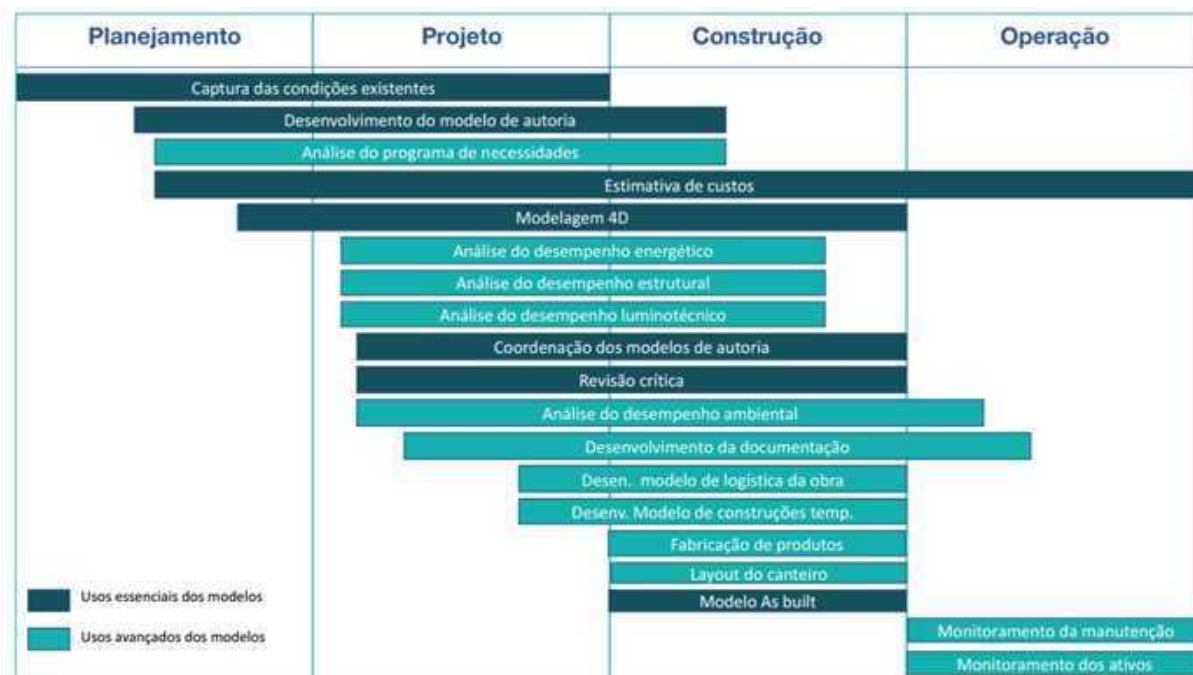 Planejamento
Projeto
Construção
Operação
Captura das condições existentes
Desenvolvimento do modelo de autoria
Análise do programa de necessidades
Estimativa de custos
Modelagem 4D
Análise do desempenho energético
Análise do desempenho estrutural
Análise do desempenho luminotécnico
Coordenação dos modelos de autoria
Revisão crítica
Análise do desempenho ambiental
Desenvolvimento da documentação
Desen. modelo de logística da obra
Desenv. Modelo de construções temp.
Fabricação de produtos
Layout do canteiro
Modelo As built
Monitoramento da manutenção
Monitoramento dos ativos
Usos essenciais dos modelos
Usos avançados dos modelos